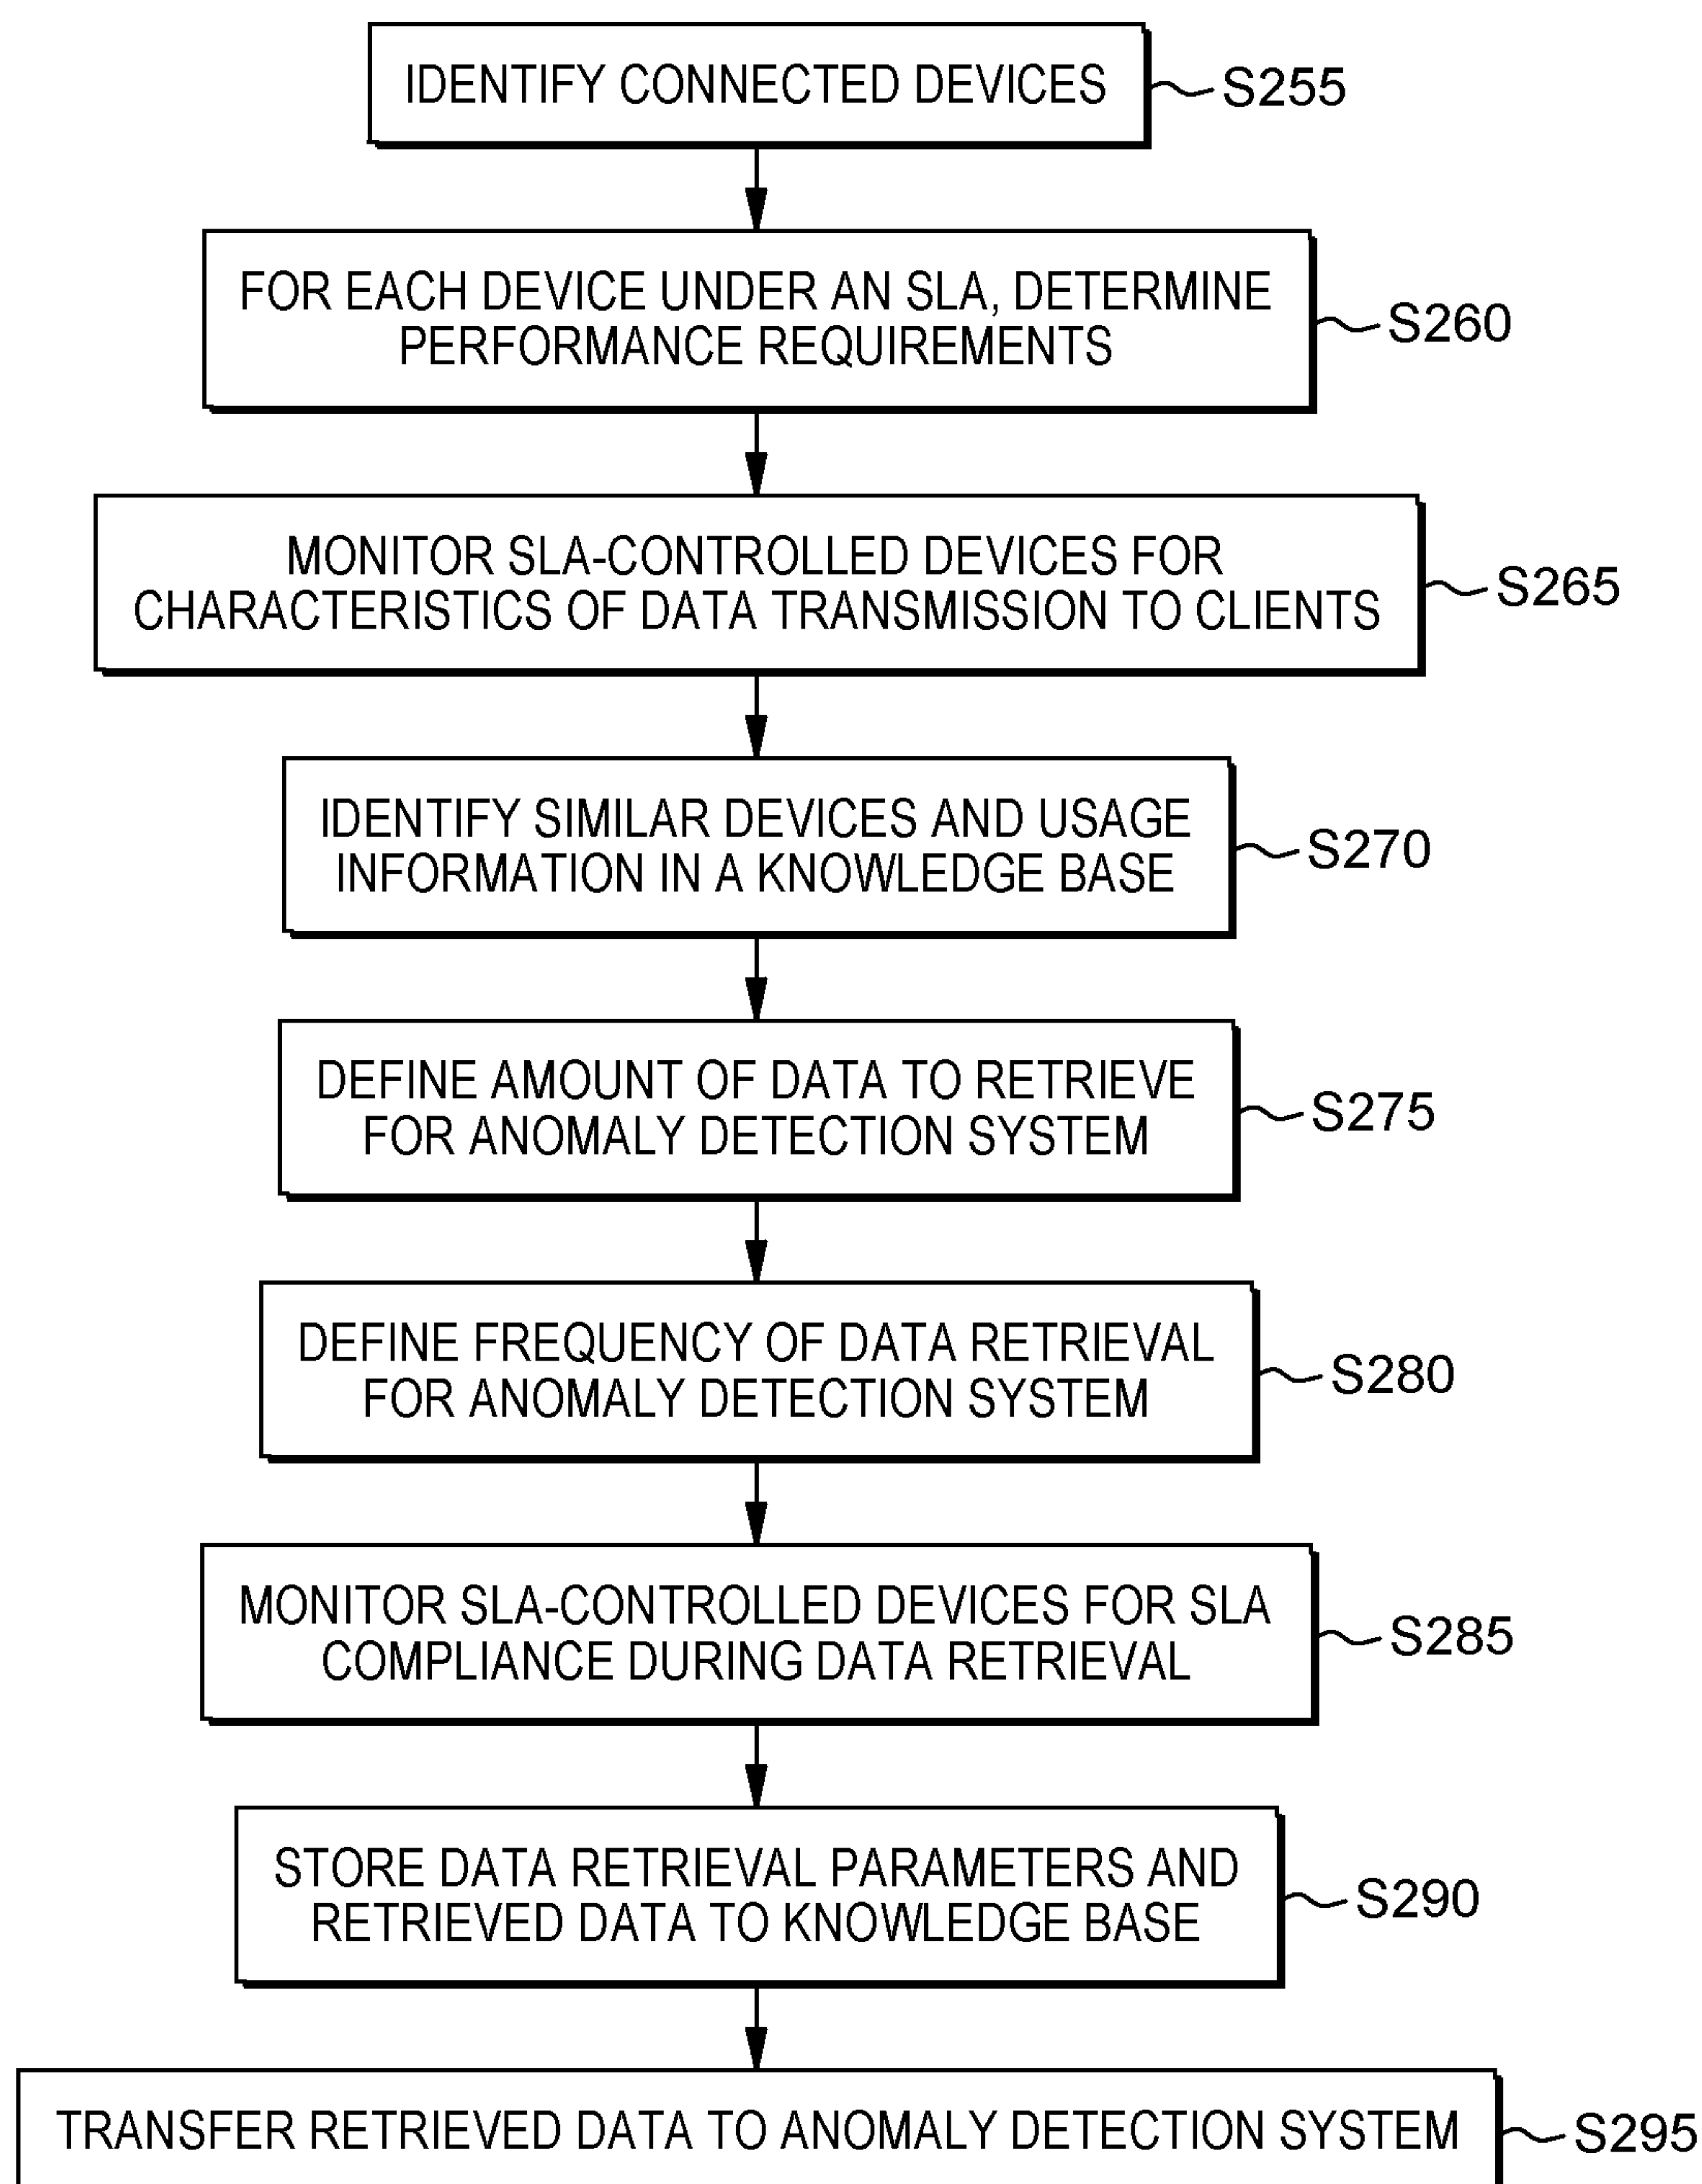 IDENTIFY CONNECTED DEVICES
S255
FOR EACH DEVICE UNDER AN SLA, DETERMINE
PERFORMANCE REQUIREMENTS
S260
MONITOR SLA-CONTROLLED DEVICES FOR
CHARACTERISTICS OF DATA TRANSMISSION TO CLIENTS
S265
IDENTIFY SIMILAR DEVICES AND USAGE
INFORMATION IN A KNOWLEDGE BASE
S270
DEFINE AMOUNT OF DATA TO RETRIEVE
FOR ANOMALY DETECTION SYSTEM
S275
DEFINE FREQUENCY OF DATA RETRIEVAL
FOR ANOMALY DETECTION SYSTEM
S280
MONITOR SLA-CONTROLLED DEVICES FOR SLA
COMPLIANCE DURING DATA RETRIEVAL
S285
STORE DATA RETRIEVAL PARAMETERS AND
RETRIEVED DATA TO KNOWLEDGE BASE
S290
TRANSFER RETRIEVED DATA TO ANOMALY DETECTION SYSTEM
S295